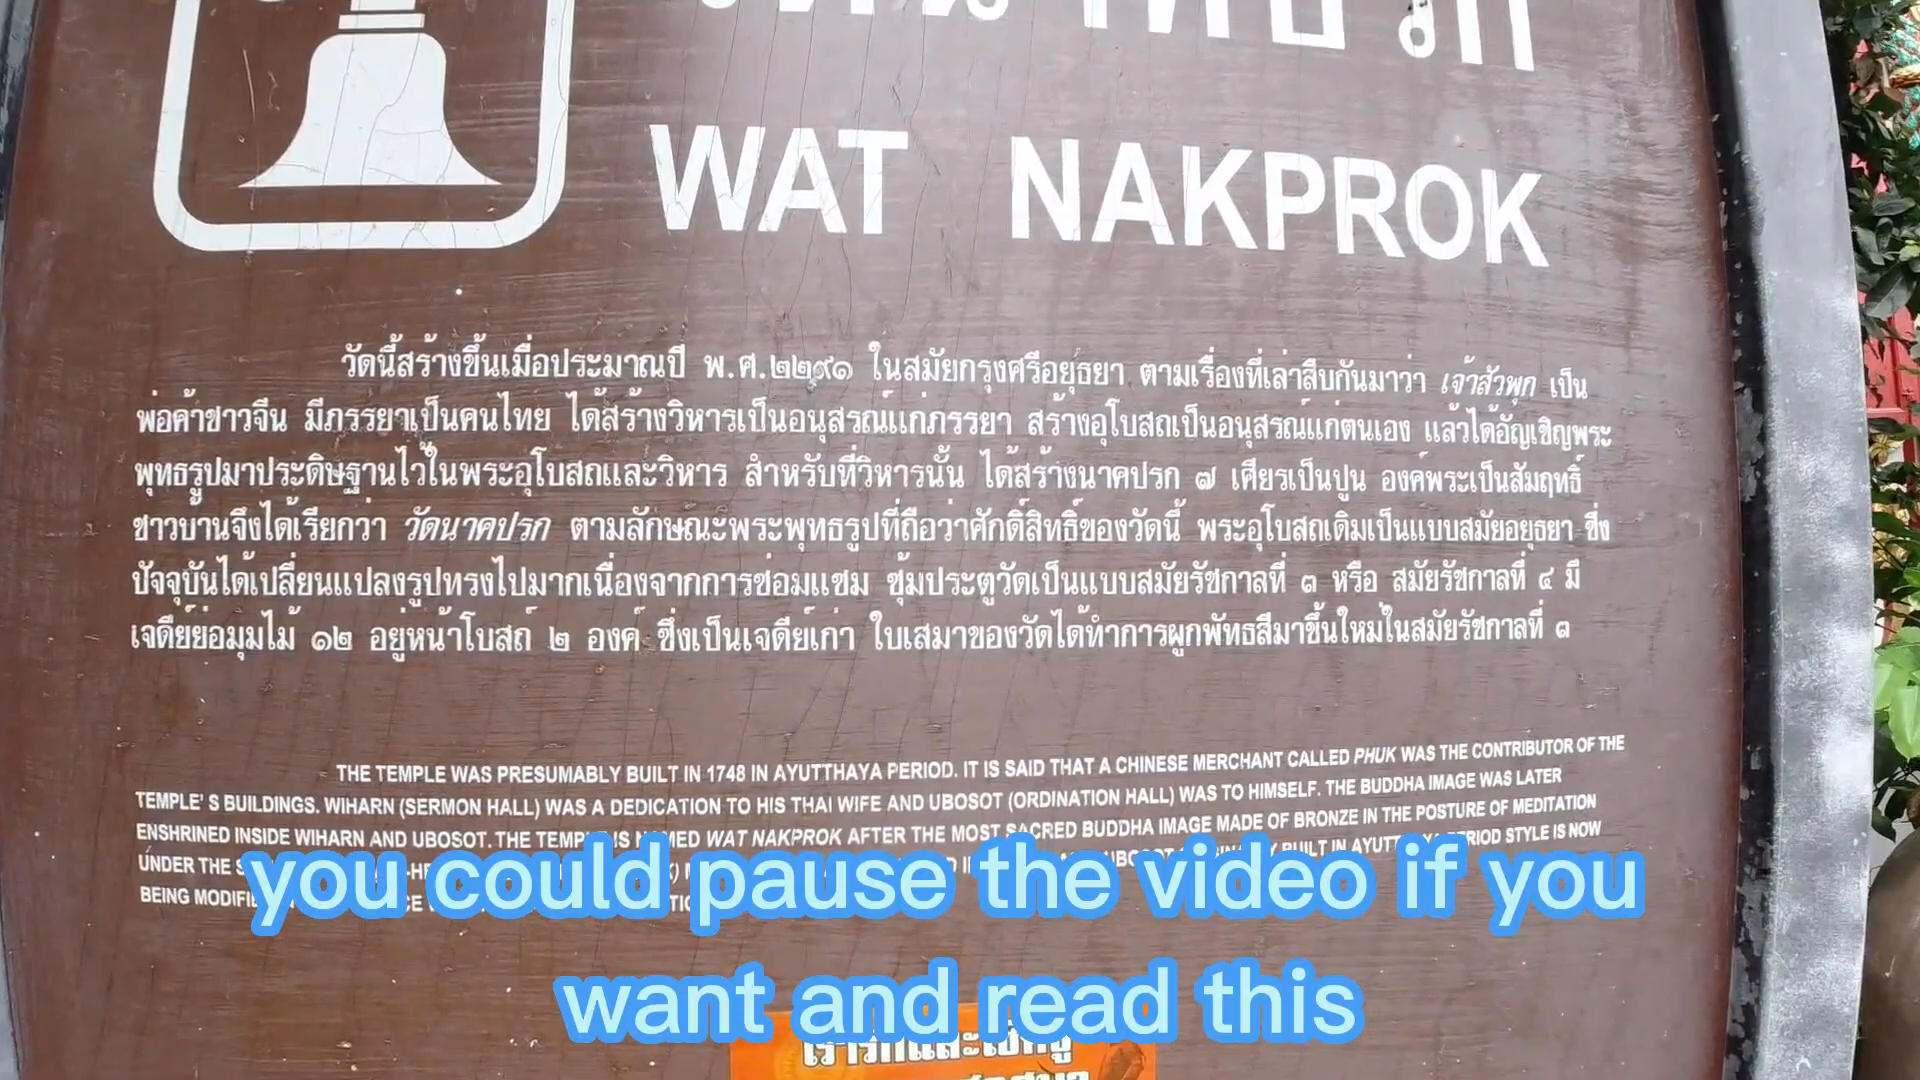 WAT NAKPROK
วัดนี้สร้างขึ้นเมื่อประมาณปี พ.ศ.๒๒๙๑ ในสมัยกรุงศรีอยุธยา ตามเรื่องที่เล่าสืบกันมาว่า เจ้าสัวพุก เป็น
พ่อค้าชาวจีน มีภรรยาเป็นคนไทย ได้สร้างวิหารเป็นอนุสรณ์แก่ภรรยา สร้างอุโบสถเป็นอนุสรณ์แก่ตนเอง แล้วได้อัญเชิญพระ
พุทธรูปมาประดิษฐานไว้ในพระอุโบสถและวิหาร สำหรับที่วิหารนั้น ได้สร้างนาคปรก ๗ เศียรเป็นปูน องค์พระเป็นสัมฤทธิ์
ชาวบ้านจึงได้เรียกว่า วัดนาคปรก ตามลักษณะพระพุทธรูปที่ถือว่าศักดิ์สิทธิ์ของวัดนี้ พระอุโบสถเดิมเป็นแบบสมัยอยุธยา ซึ่ง
ปัจจุบันได้เปลี่ยนแปลงรูปทรงไปมากเนื่องจากการซ่อมแซม ซุ้มประตูวัดเป็นแบบสมัยรัชกาลที่ ๓ หรือ สมัยรัชกาลที่ ๔ มี
เจดีย์ย่อมุมไม้ ๑๒ อยู่หน้าโบสถ์ ๒ องค์ ซึ่งเป็นเจดีย์เก่า ใบเสมาของวัดได้ทำการผูกพัทธสีมาขึ้นใหม่ในสมัยรัชกาลที่ ๓
THE TEMPLE WAS PRESUMABLY BUILT IN 1748 IN AYUTTHAYA PERIOD. IT IS SAID THAT A CHINESE MERCHANT CALLED PHUK WAS THE CONTRIBUTOR OF THE
TEMPLE' S BUILDINGS. WIHARN (SERMON HALL) WAS A DEDICATION TO HIS THAI WIFE AND UBOSOT (ORDINATION HALL) WAS TO HIMSELF. THE BUDDHA IMAGE WAS LATER
ENSHRINED INSIDE WIHARN AND UBOSOT. THE TEMPLE IS NAMED WAT NAKPROK AFTER THE MOST SACRED BUDDHA IMAGE MADE OF BRONZE IN THE POSTURE OF MEDITATION
UNDER THE BUILT IN AYUTTHAYA PERIOD STYLE IS NOW
BEING
you could pause the video if you
want and read this